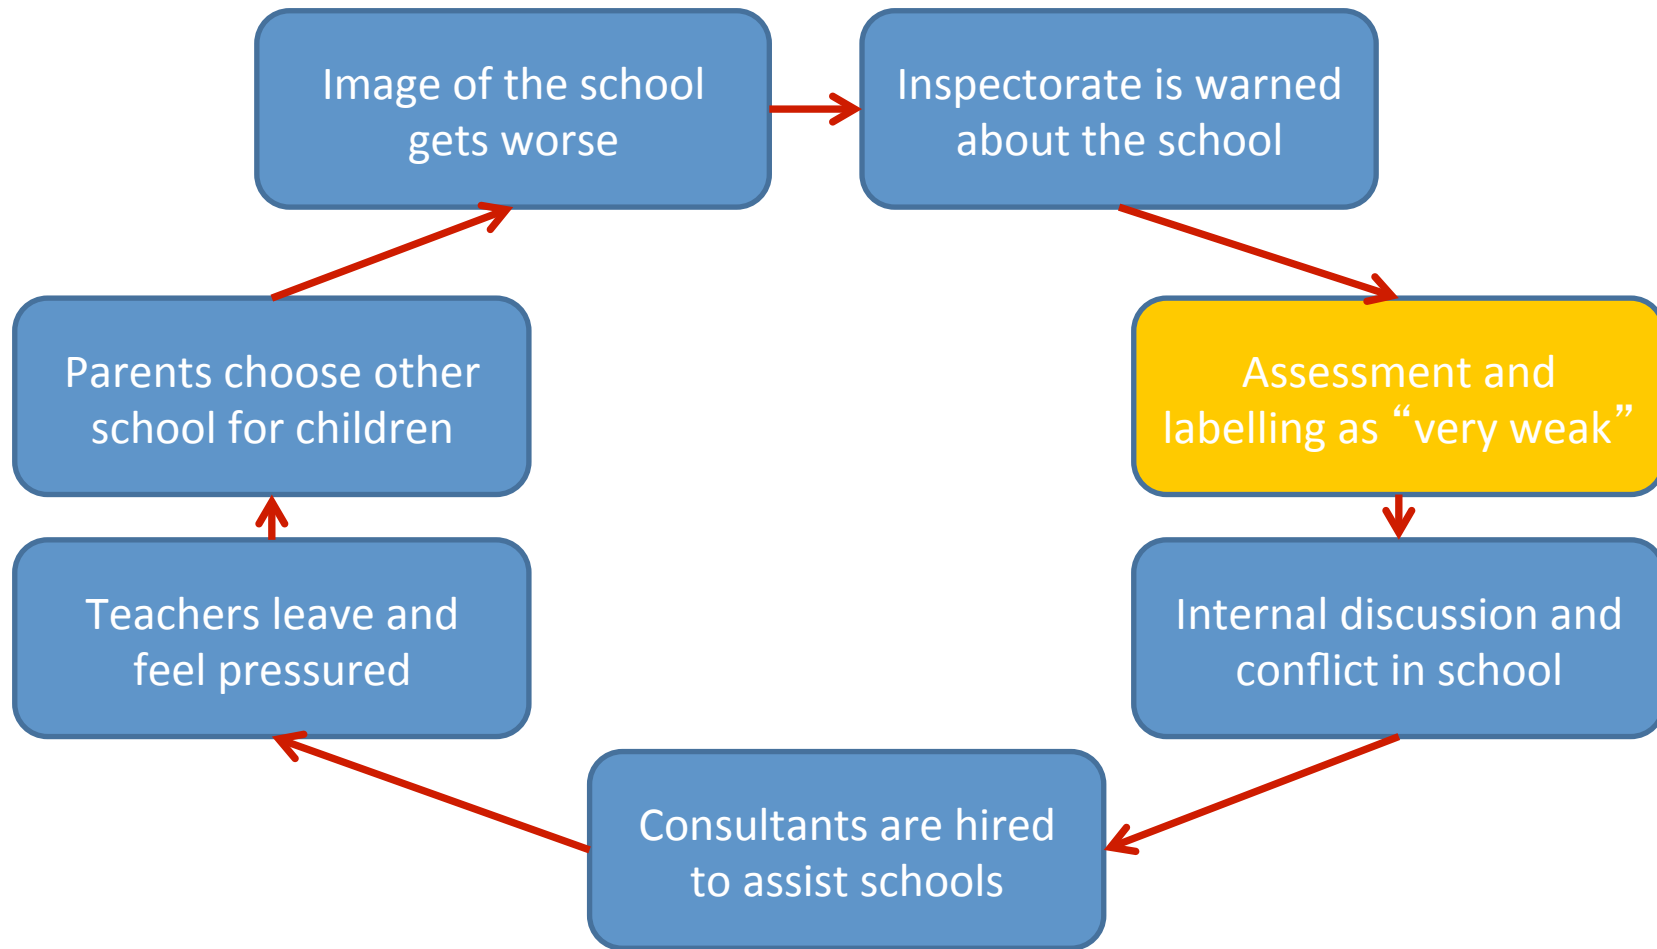 Image of the school
gets worse
Inspectorate is warned
about the school
Assessment and
labelling as “very weak”
Internal discussion and
conflict in school
Consultants are hired
to assist schools
Teachers leave and
feel pressured
Parents choose other
school for children